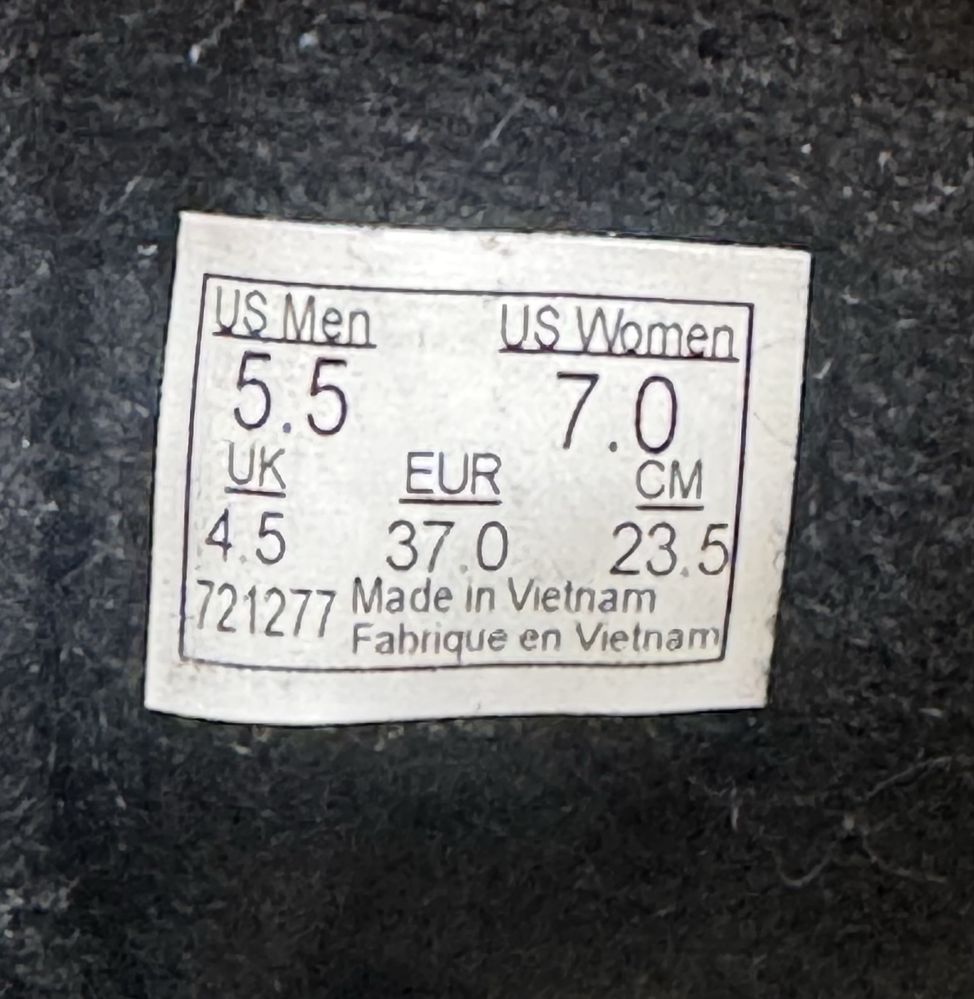 US Men US Women
5.5 7.0
UK EUR CM
4.5 37.0 23.5
721277 Made in Vietnam
Fabrique en Vietnam